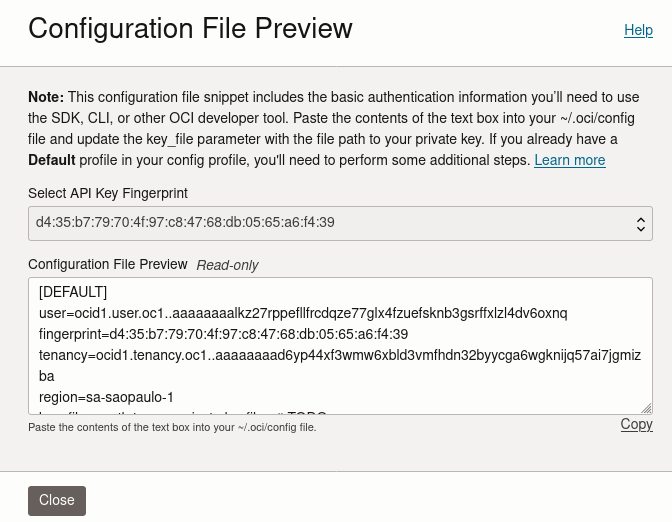 Configuration File Preview
Help
Note: This configuration file snippet includes the basic authentication information you'll need to use
the SDK, CLI, or other OCI developer tool. Paste the contents of the text box into your ~/.oci/config
file and update the key_file parameter with the file path to your private key. If you already have a
Default profile in your config profile, you'll need to perform some additional steps. Learn more
Select API Key Fingerprint
d4:35:b7:79:70:4f:97:c8:47:68:db:05:65:a6:f4:39
Configuration File Preview Read-only
[DEFAULT]
user=ocid1.user.oc1..aaaaaaaalkz27rppefllfrcdqze77glx4fzuefsknb3gsrffxlzl4dv6oxnq
fingerprint=d4:35:b7:79:70:4f:97:c8:47:68:db:05:65:a6:f4:39
tenancy=ocid1.tenancy.oc1..aaaaaaaad6yp44xf3wmw6xbld3vmfhdn32byycga6wgknijq57ai7jgmiz
ba
region=sa-saopaulo-1
Paste the contents of the text box into your ~/.oci/config file.
Copy
Close